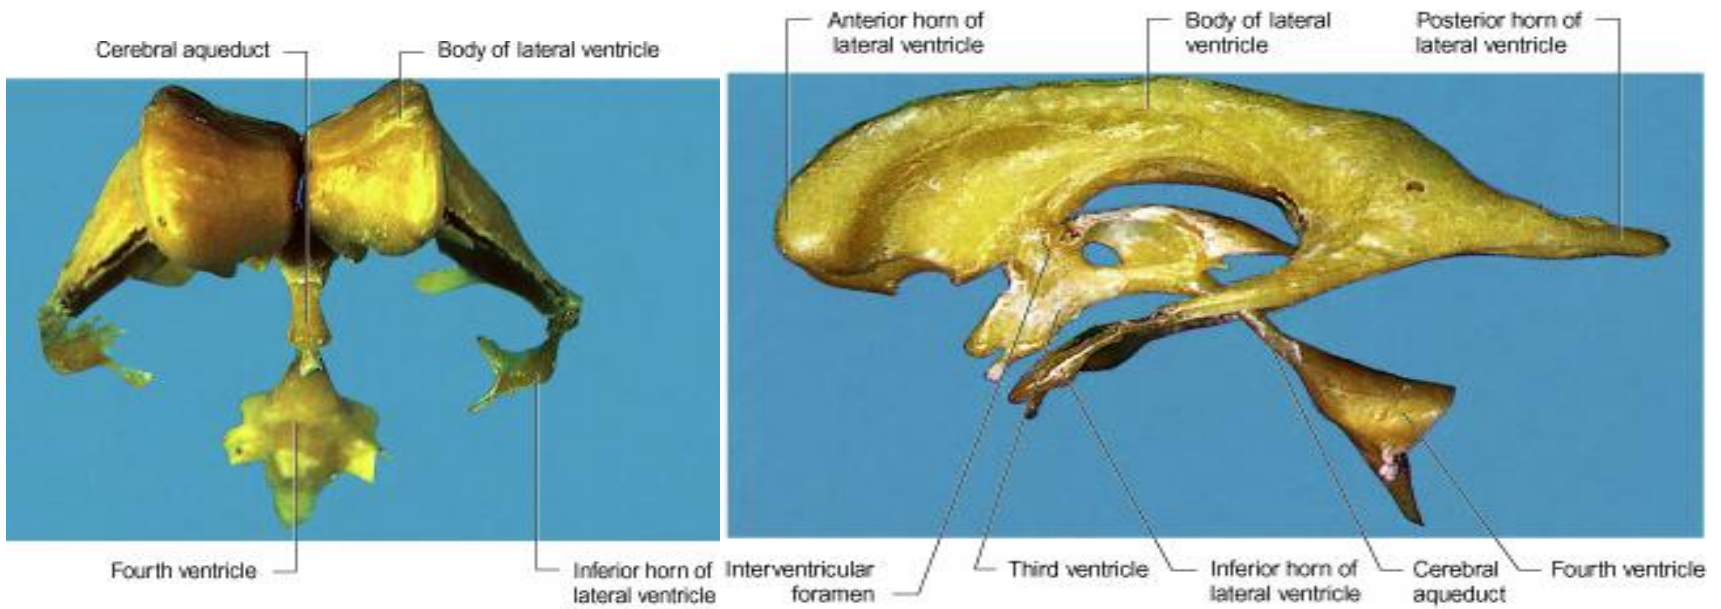 Cerebral aqueduct
Body of lateral ventricle
Fourth ventricle
Inferior horn of
lateral ventricle
Anterior horn of
lateral ventricle
Body of lateral
ventricle
Posterior horn of
lateral ventricle
Interventricular
foramen
Third ventricle
Inferior horn of
lateral ventricle
Cerebral
aqueduct
Fourth ventricle